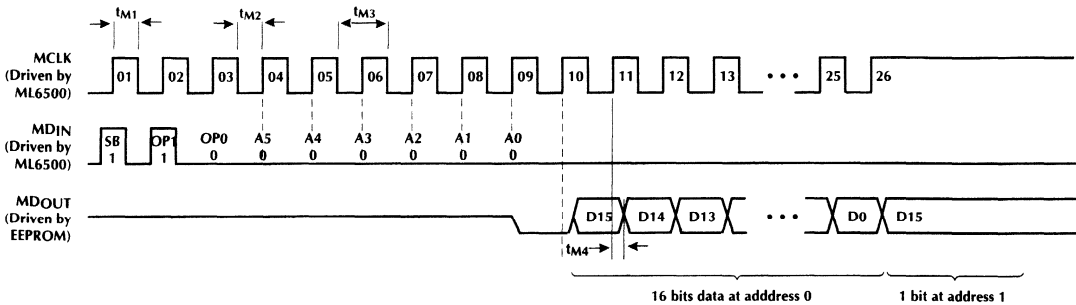 tM1 tM2 tM3
MCLK
(Driven by
ML6500)
01 02 03 04 05 06 07 08 09 10 11 12 13 • • • 25 26
MDIN
(Driven by
ML6500)
SB OP1 OP0 A5 A4 A3 A2 A1 A0
1 1 0 0 0 0 0 0 0
MDOUT
(Driven by
EEPROM)
D15 D14 D13 • • • D0 D15
tM4
16 bits data at adddress 0 1 bit at address 1